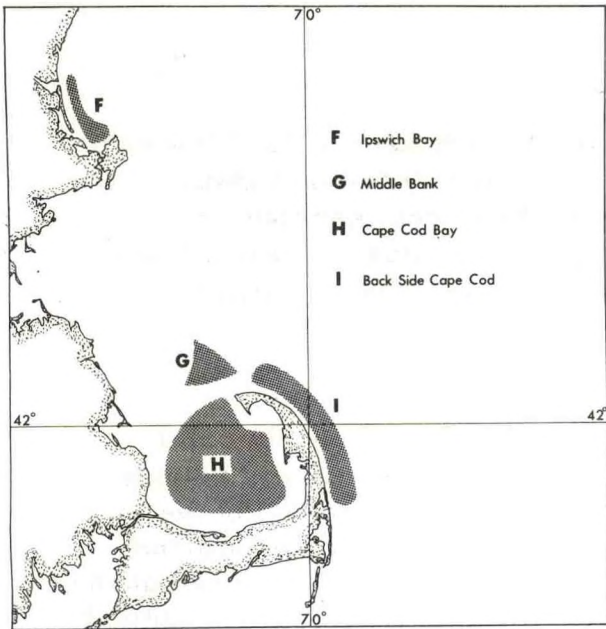 70°
F
F Ipswich Bay
G Middle Bank
H Cape Cod Bay
I Back Side Cape Cod
G
I
42°
42°
H
70°